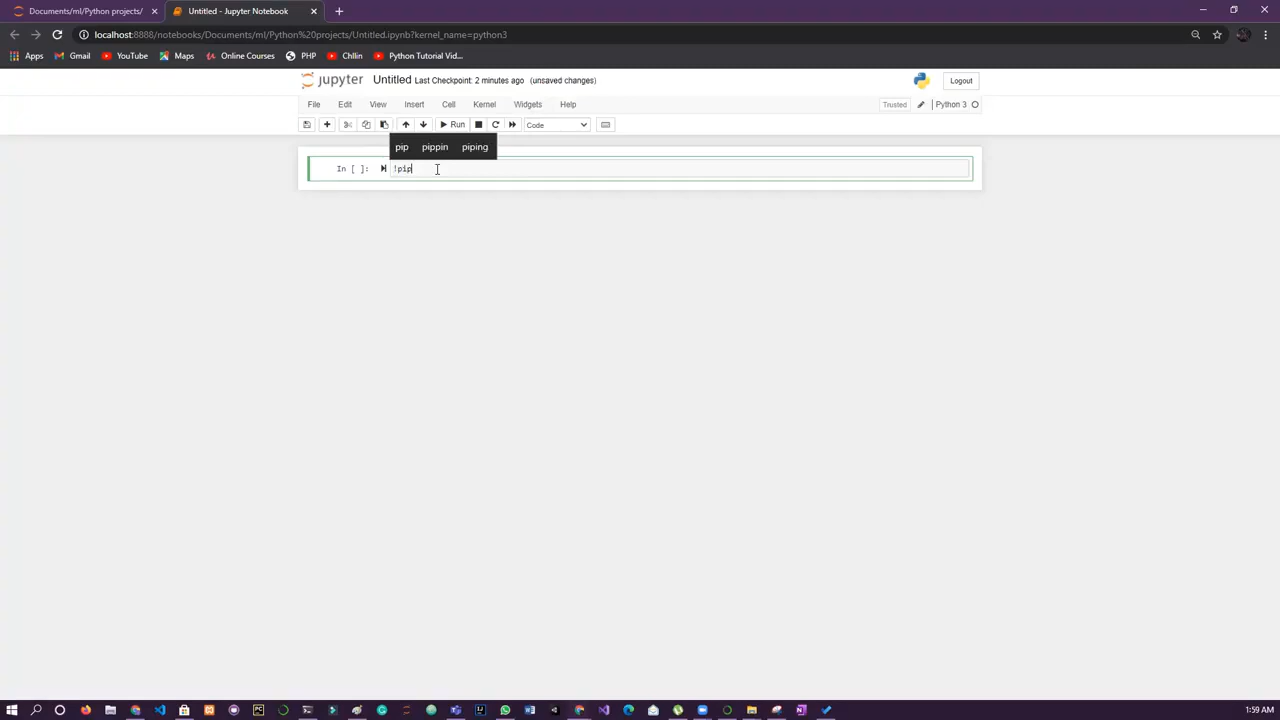 Documents/ml/Python projects/
Untitled - Jupyter Notebook
localhost:8888/notebooks/Documents/ml/Python%20projects/Untitled.ipynb?kernel_name=python3
Apps Gmail YouTube Maps Online Courses PHP Chllin Python Tutorial Vid...
jupyter Untitled Last Checkpoint: 2 minutes ago (unsaved changes)
Logout
File Edit View Insert Cell Kernel Widgets Help
Trusted Python 3
Run Code
pip pippin piping
In [ ]: !pip
1:59 AM